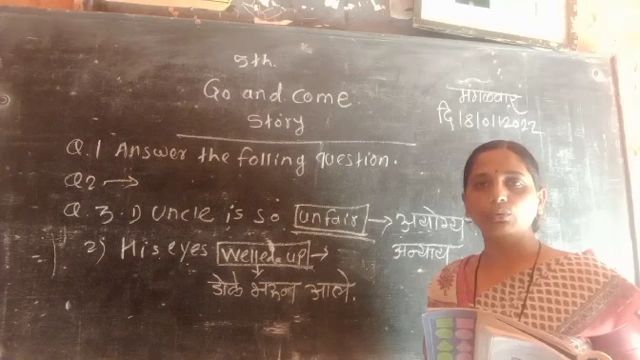 9th.
Go and come
Story
मंगळवार
दि 18/01/2022
Q.1 Answer the folling question.
Q2 →
Q.3.1) Uncle is so unfair → अयोग्य
अन्याय
2) His eyes Welled up →
डोळे भरून आले.